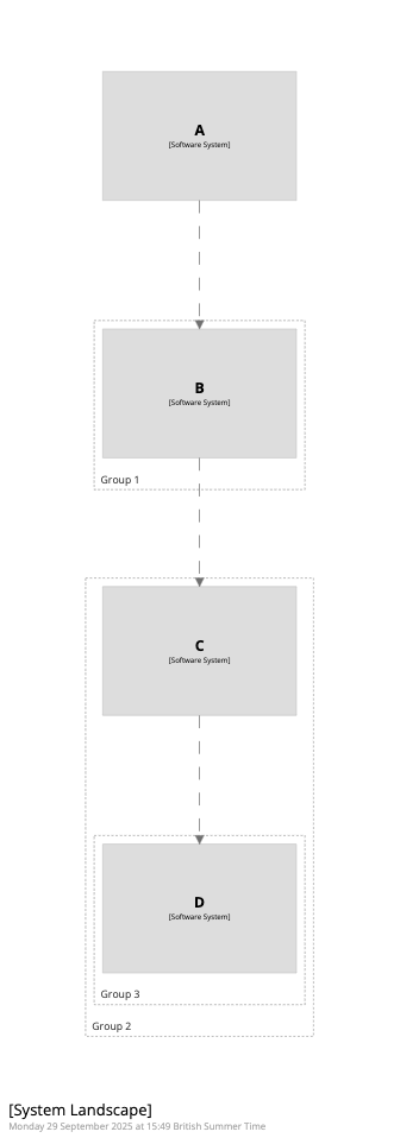 A
[Software System]
B
[Software System]
Group 1
C
[Software System]
D
[Software System]
Group 3
Group 2
[System Landscape]
Monday 29 September 2025 at 15:49 British Summer Time